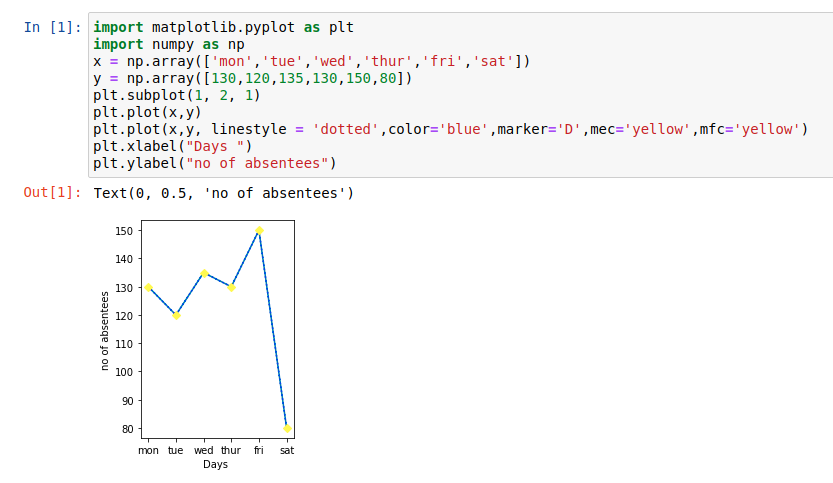 In [1]: import matplotlib.pyplot as plt
import numpy as np
x = np.array(['mon','tue','wed','thur','fri','sat'])
y = np.array([130,120,135,130,150,80])
plt.subplot(1, 2, 1)
plt.plot(x,y)
plt.plot(x,y, linestyle = 'dotted',color='blue',marker='D',mec='yellow',mfc='yellow')
plt.xlabel("Days ")
plt.ylabel("no of absentees")
Out[1]: Text(0, 0.5, 'no of absentees')
no of absentees
150
140
130
120
110
100
90
80
mon tue wed thur fri sat
Days